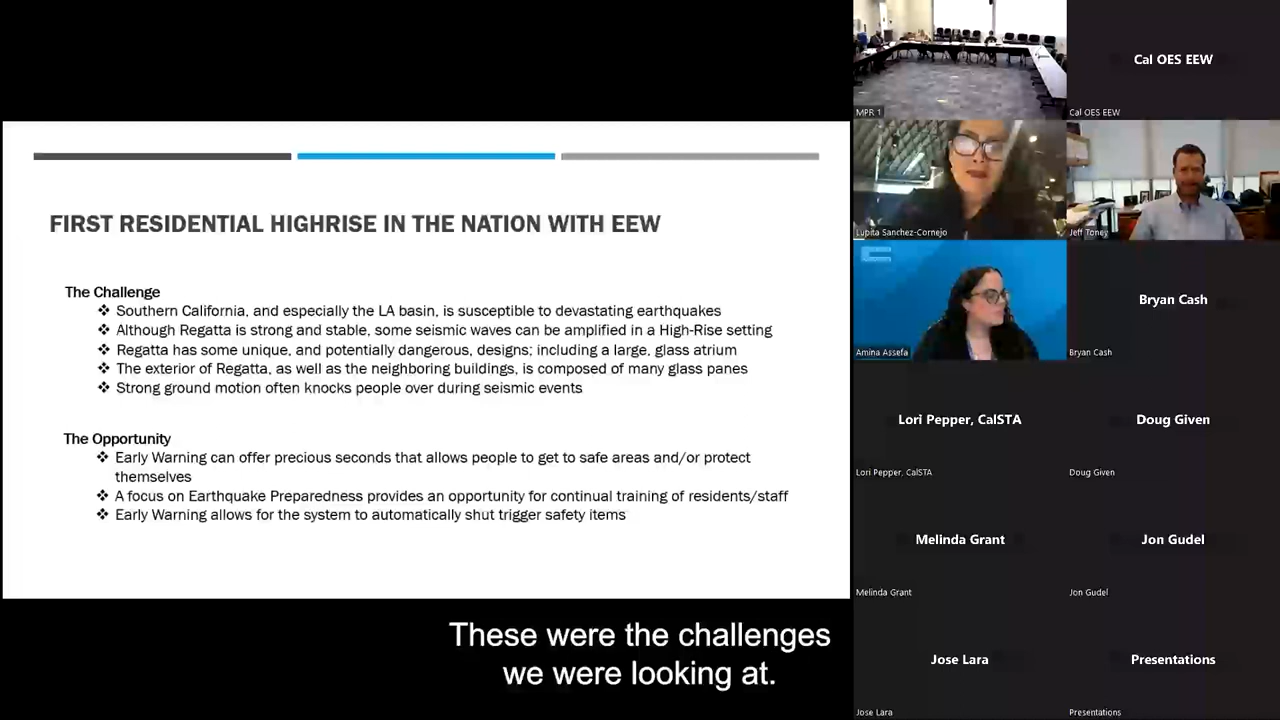 FIRST RESIDENTIAL HIGHRISE IN THE NATION WITH EEW
The Challenge
❖ Southern California, and especially the LA basin, is susceptible to devastating earthquakes
❖ Although Regatta is strong and stable, some seismic waves can be amplified in a High-Rise setting
❖ Regatta has some unique, and potentially dangerous, designs; including a large, glass atrium
❖ The exterior of Regatta, as well as the neighboring buildings, is composed of many glass panes
❖ Strong ground motion often knocks people over during seismic events
The Opportunity
❖ Early Warning can offer precious seconds that allows people to get to safe areas and/or protect
themselves
❖ A focus on Earthquake Preparedness provides an opportunity for continual training of residents/staff
❖ Early Warning allows for the system to automatically shut trigger safety items
These were the challenges
we were looking at.
MPR 1
Cal OES EEW
Cal OES EEW
Lupita Sanchez-Cornejo
Jeff Toney
Amina Assefa
Bryan Cash
Bryan Cash
Lori Pepper, CalSTA
Lori Pepper, CalSTA
Doug Given
Doug Given
Melinda Grant
Melinda Grant
Jon Gudel
Jon Gudel
Jose Lara
Jose Lara
Presentations
Presentations